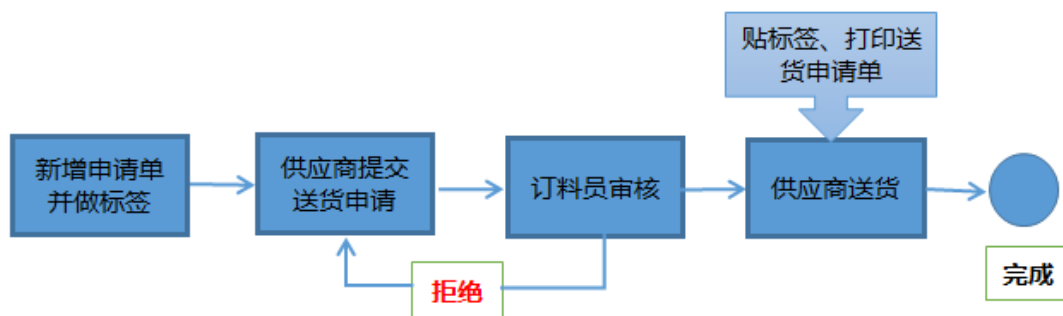 贴标签、打印送
货申请单
新增申请单
并做标签
供应商提交
送货申请
订料员审核
供应商送货
拒绝
完成